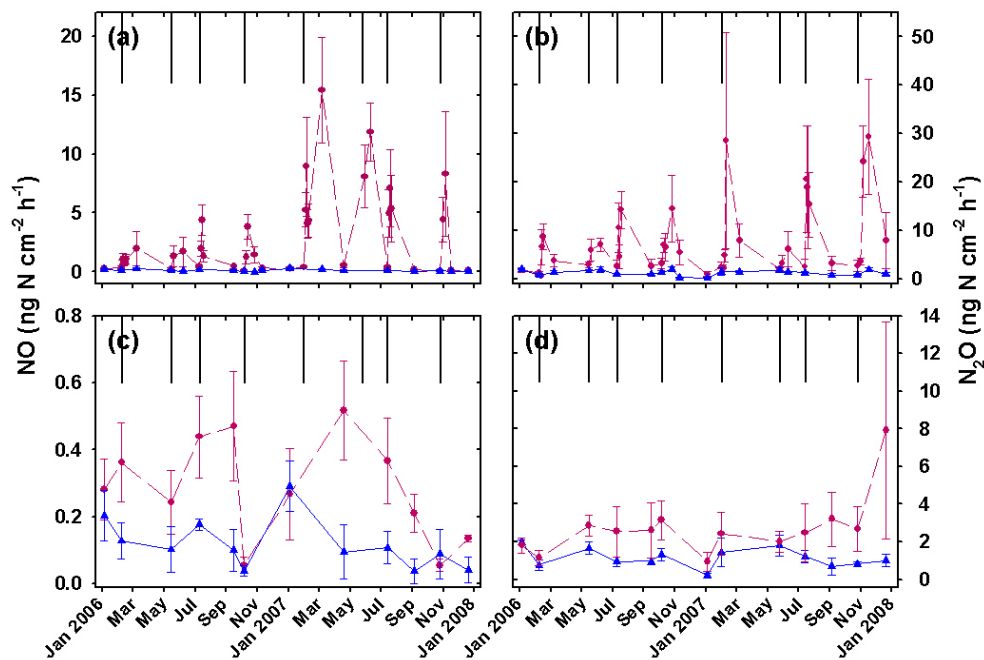 (a)
(b)
20
15
10
5
0
50
40
30
20
10
0
NO (ng N cm-2 h-1)
N2O (ng N cm-2 h-1)
(c)
(d)
0.8
0.6
0.4
0.2
0.0
14
12
10
8
6
4
2
0
Jan 2006
Mar
May
Jul
Sep
Nov
Jan 2007
Mar
May
Jul
Sep
Nov
Jan 2008
Jan 2006
Mar
May
Jul
Sep
Nov
Jan 2007
Mar
May
Jul
Sep
Nov
Jan 2008